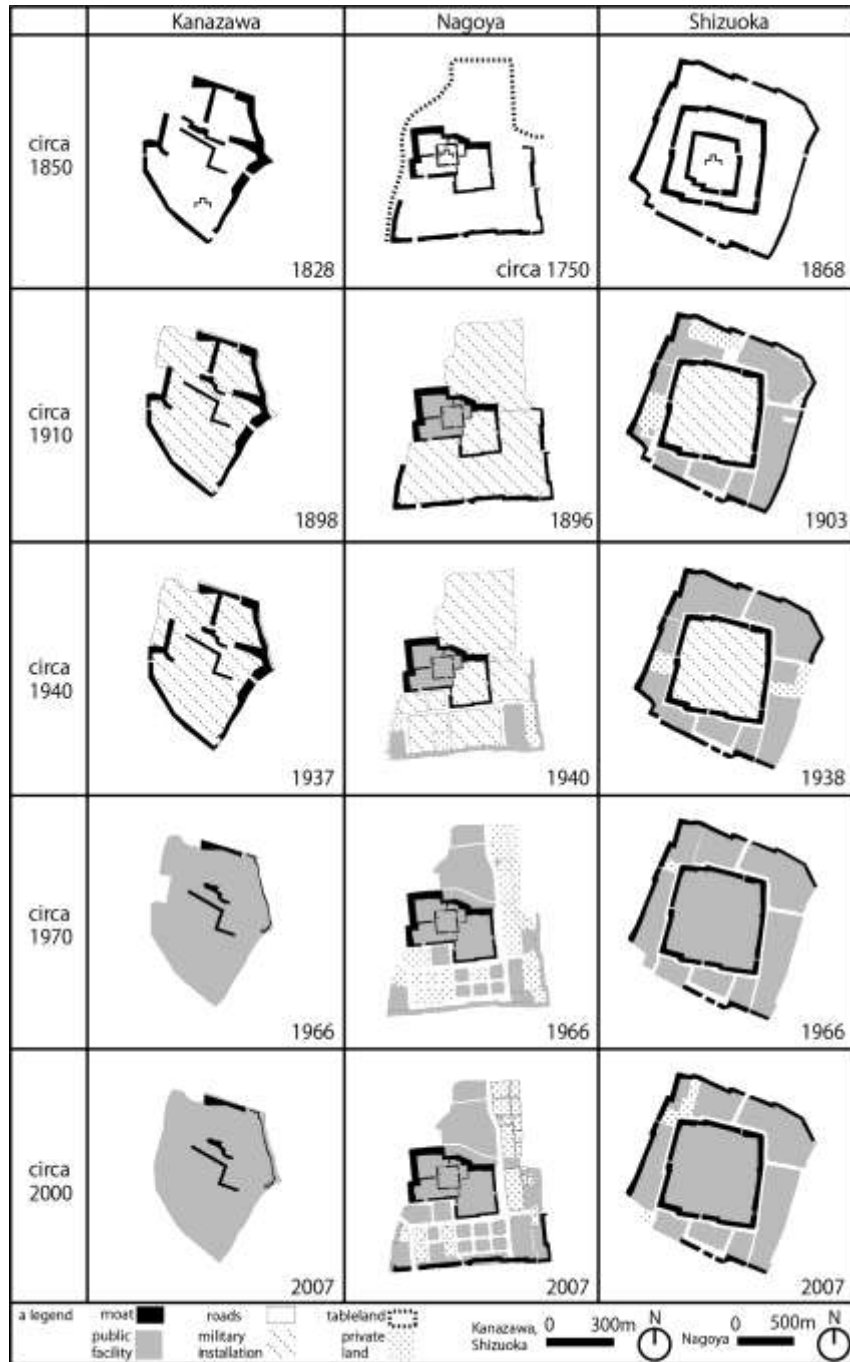 Kanazawa Nagoya Shizuoka
circa
1850
1828 circa 1750 1868
circa
1910
1898 1896 1903
circa
1940
1937 1940 1938
circa
1970
1966 1966 1966
circa
2000
2007 2007 2007
a legend moat roads tableland
public
facility
military
installation
private
land
Kanazawa,
Shizuoka
0 300m N
Nagoya
0 500m N